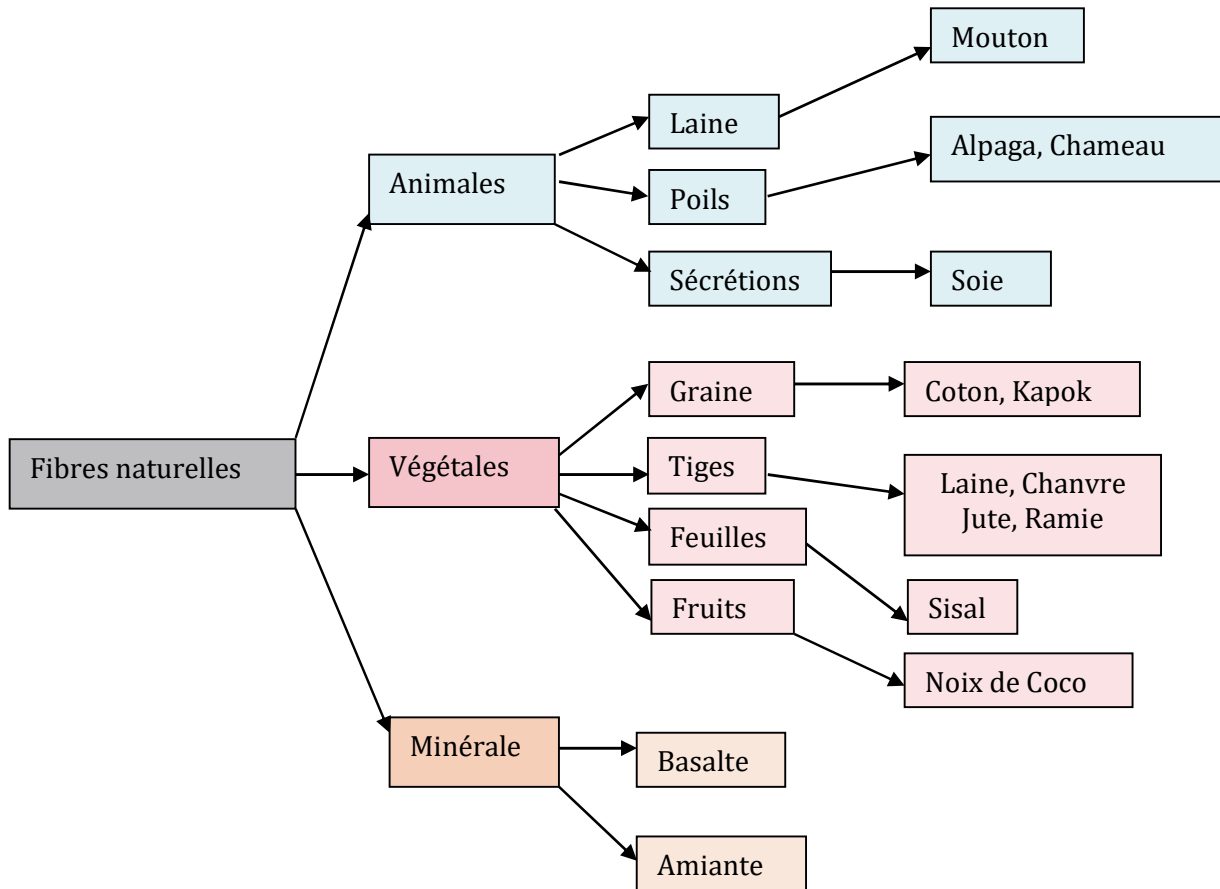 Mouton
Laine
Alpaga, Chameau
Animales
Poils
Sécrétions
Soie
Graine
Coton, Kapok
Fibres naturelles
Végétales
Tiges
Laine, Chanvre
Jute, Ramie
Feuilles
Fruits
Sisal
Noix de Coco
Minérale
Basalte
Amiante